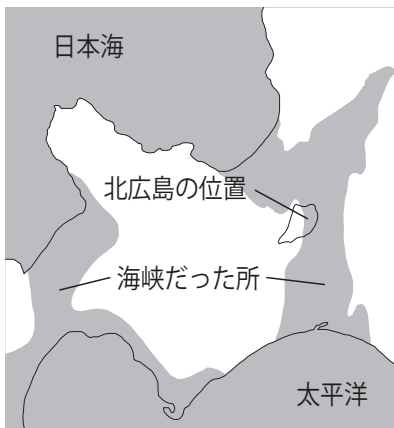 日本海
北広島の位置
海峡だった所
太平洋